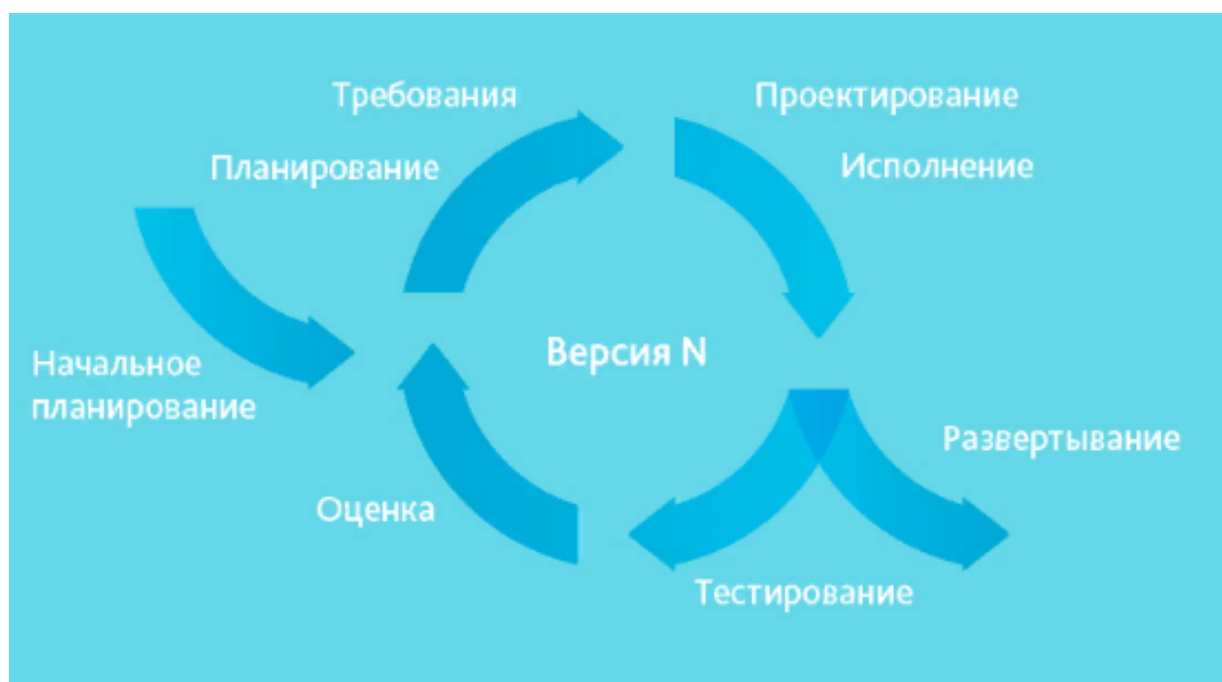 Требования
Проектирование
Планирование
Исполнение
Версия N
Начальное
планирование
Развертывание
Оценка
Тестирование